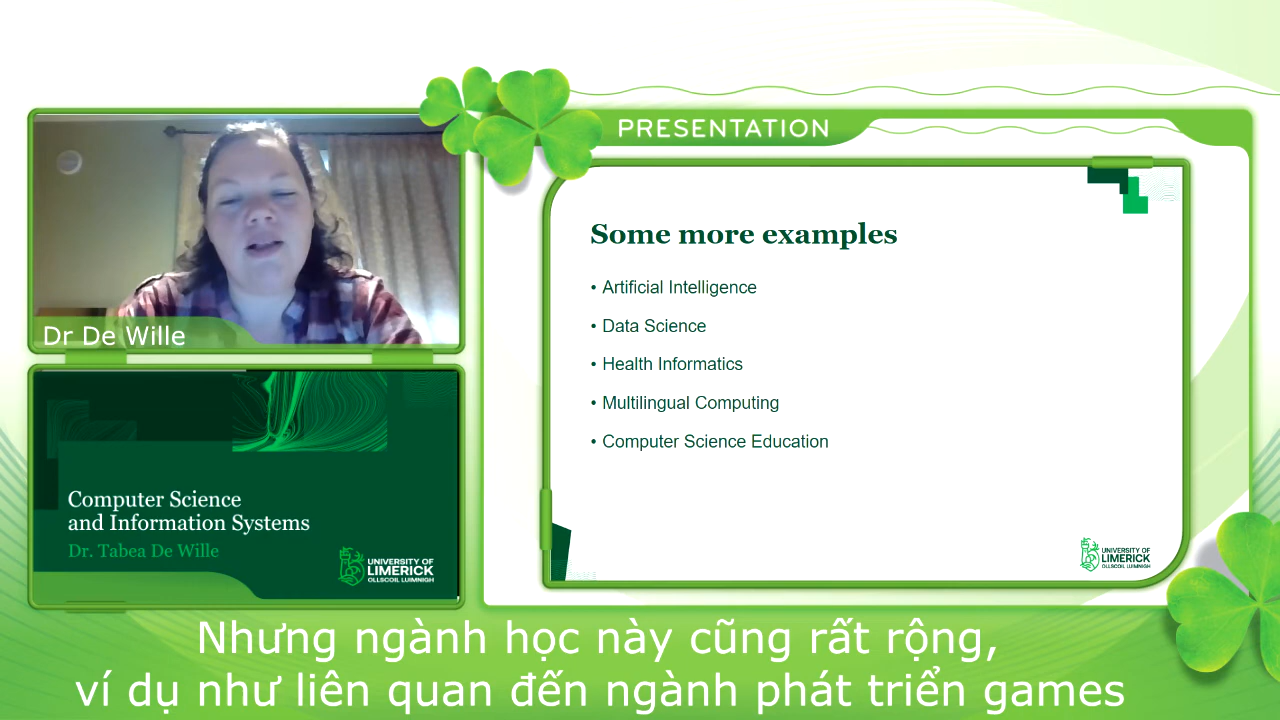 PRESENTATION
Dr De Wille
Computer Science
and Information Systems
Dr. Tabea De Wille
UNIVERSITY OF
LIMERICK
OLLSCOIL LUIMNIGH
Some more examples
• Artificial Intelligence
• Data Science
• Health Informatics
• Multilingual Computing
• Computer Science Education
UNIVERSITY OF
LIMERICK
OLLSCOIL LUIMNIGH
Nhưng ngành học này cũng rất rộng,
ví dụ như liên quan đến ngành phát triển games